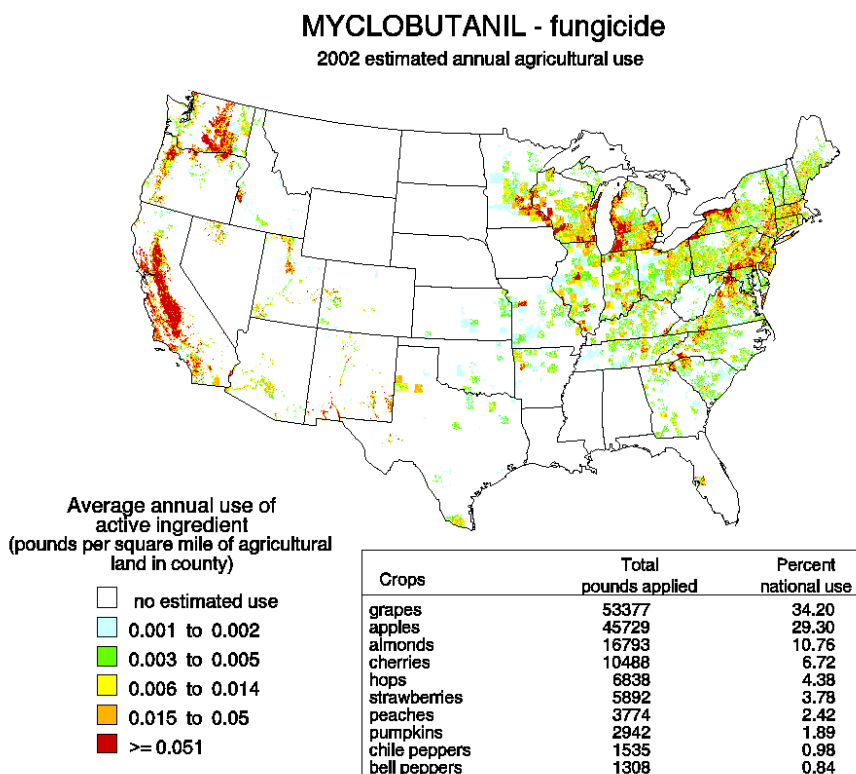 MYCLOBUTANIL - fungicide
2002 estimated annual agricultural use
Average annual use of
active ingredient
(pounds per square mile of agricultural
land in county)
no estimated use
0.001 to 0.002
0.003 to 0.005
0.006 to 0.014
0.015 to 0.05
>= 0.051
Crops Total pounds applied Percent national use
grapes 53377 34.20
apples 45729 29.30
almonds 16793 10.76
cherries 10488 6.72
hops 6838 4.38
strawberries 5892 3.78
peaches 3774 2.42
pumpkins 2942 1.89
chile peppers 1535 0.98
bell peppers 1308 0.84